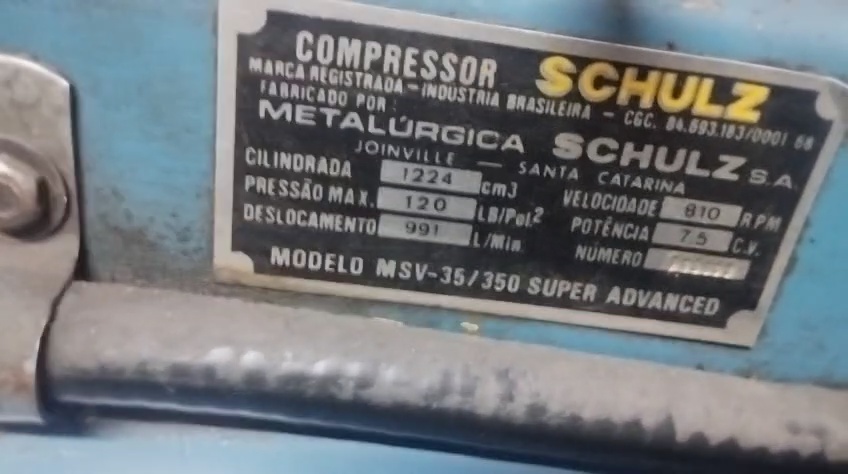 COMPRESSOR SCHULZ
MARCA REGISTRADA - INDUSTRIA BRASILEIRA - CGC. 84.693.183/0001 68
FABRICADO POR:
METALÚRGICA SCHULZ S.A.
JOINVILLE — SANTA CATARINA
CILINDRADA 1224 cm3 VELOCIDADE 810 RPM
PRESSÃO MAX. 120 LB/Pol2 POTÊNCIA 7.5 C.V.
DESLOCAMENTO 991 L/Min NÚMERO
MODELO MSV-35/350 SUPER ADVANCED